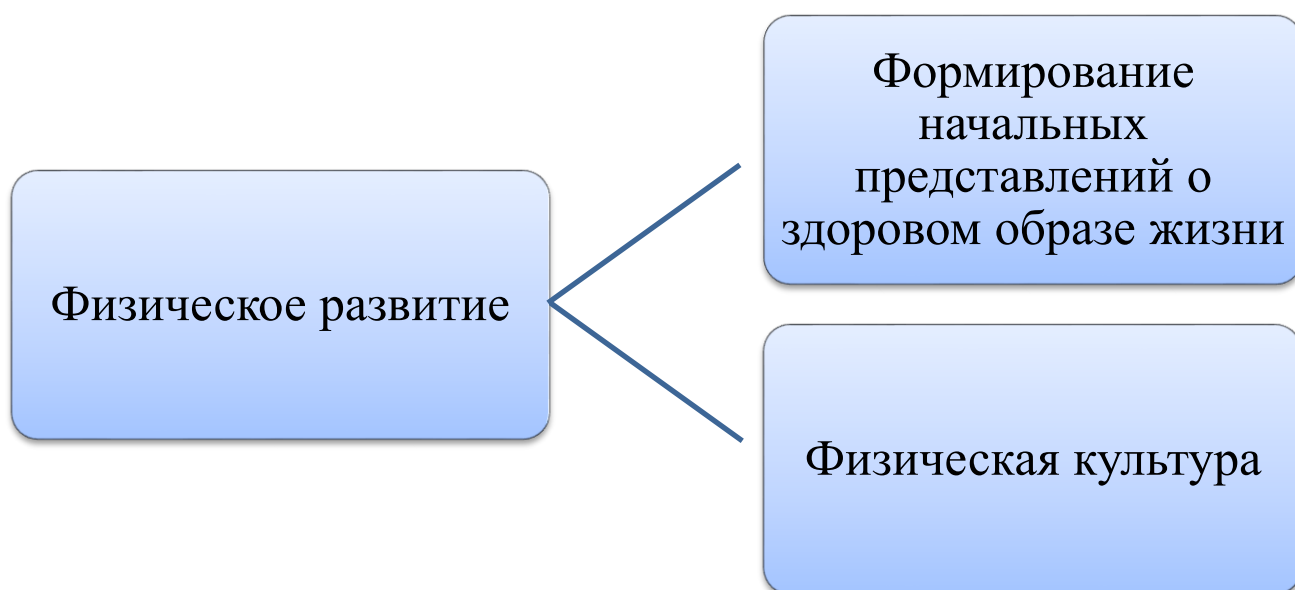 Формирование
начальных
представлений о
здоровом образе жизни
Физическое развитие
Физическая культура